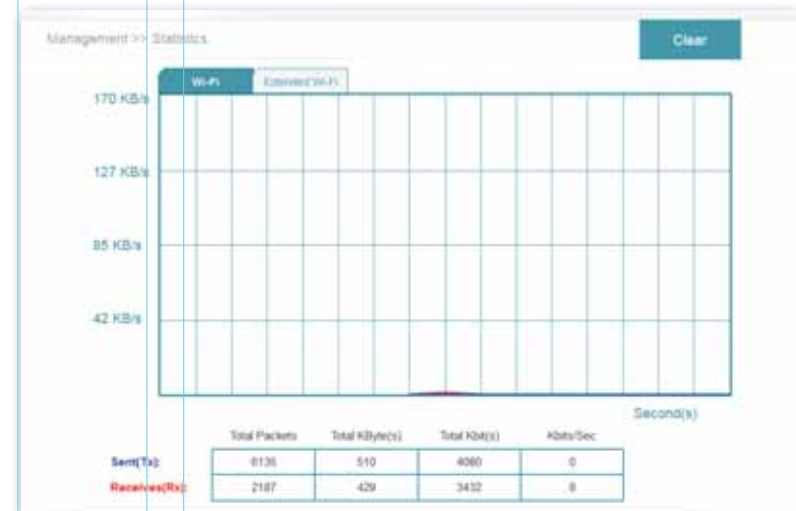 Management >> Statistics
Clear
Wi-Fi
Extended Wi-Fi
170 KB/s
127 KB/s
85 KB/s
42 KB/s
Second(s)
Total Packets Total KByte(s) Total Kbit(s) Kbits/Sec
Sent(Tx): 6135 510 4080 0
Receives(Rx): 2187 429 3432 0